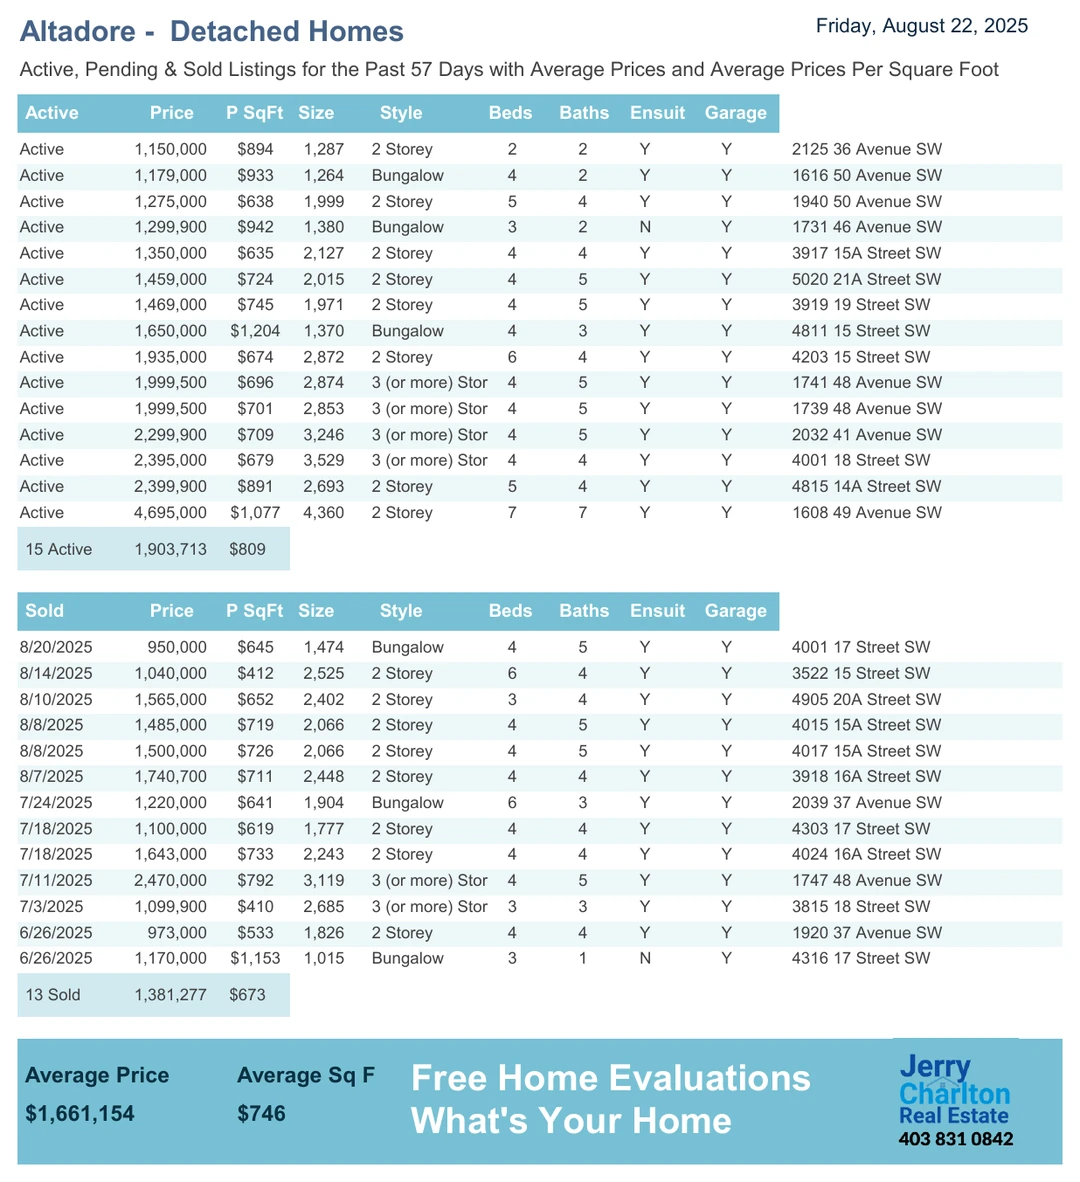 Altadore -  Detached Homes
Friday, August 22, 2025
Active, Pending & Sold Listings for the Past 57 Days with Average Prices and Average Prices Per Square Foot
Active Price P SqFt Size Style Beds Baths Ensuit Garage
Active 1,150,000 $894 1,287 2 Storey 2 2 Y Y 2125 36 Avenue SW
Active 1,179,000 $933 1,264 Bungalow 4 2 Y Y 1616 50 Avenue SW
Active 1,275,000 $638 1,999 2 Storey 5 4 Y Y 1940 50 Avenue SW
Active 1,299,900 $942 1,380 Bungalow 3 2 N Y 1731 46 Avenue SW
Active 1,350,000 $635 2,127 2 Storey 4 4 Y Y 3917 15A Street SW
Active 1,459,000 $724 2,015 2 Storey 4 5 Y Y 5020 21A Street SW
Active 1,469,000 $745 1,971 2 Storey 4 5 Y Y 3919 19 Street SW
Active 1,650,000 $1,204 1,370 Bungalow 4 3 Y Y 4811 15 Street SW
Active 1,935,000 $674 2,872 2 Storey 6 4 Y Y 4203 15 Street SW
Active 1,999,500 $696 2,874 3 (or more) Stor 4 5 Y Y 1741 48 Avenue SW
Active 1,999,500 $701 2,853 3 (or more) Stor 4 5 Y Y 1739 48 Avenue SW
Active 2,299,900 $709 3,246 3 (or more) Stor 4 5 Y Y 2032 41 Avenue SW
Active 2,395,000 $679 3,529 3 (or more) Stor 4 4 Y Y 4001 18 Street SW
Active 2,399,900 $891 2,693 2 Storey 5 4 Y Y 4815 14A Street SW
Active 4,695,000 $1,077 4,360 2 Storey 7 7 Y Y 1608 49 Avenue SW
15 Active 1,903,713 $809
Sold Price P SqFt Size Style Beds Baths Ensuit Garage
8/20/2025 950,000 $645 1,474 Bungalow 4 5 Y Y 4001 17 Street SW
8/14/2025 1,040,000 $412 2,525 2 Storey 6 4 Y Y 3522 15 Street SW
8/10/2025 1,565,000 $652 2,402 2 Storey 3 4 Y Y 4905 20A Street SW
8/8/2025 1,485,000 $719 2,066 2 Storey 4 5 Y Y 4015 15A Street SW
8/8/2025 1,500,000 $726 2,066 2 Storey 4 5 Y Y 4017 15A Street SW
8/7/2025 1,740,700 $711 2,448 2 Storey 4 4 Y Y 3918 16A Street SW
7/24/2025 1,220,000 $641 1,904 Bungalow 6 3 Y Y 2039 37 Avenue SW
7/18/2025 1,100,000 $619 1,777 2 Storey 4 4 Y Y 4303 17 Street SW
7/18/2025 1,643,000 $733 2,243 2 Storey 4 4 Y Y 4024 16A Street SW
7/11/2025 2,470,000 $792 3,119 3 (or more) Stor 4 5 Y Y 1747 48 Avenue SW
7/3/2025 1,099,900 $410 2,685 3 (or more) Stor 3 3 Y Y 3815 18 Street SW
6/26/2025 973,000 $533 1,826 2 Storey 4 4 Y Y 1920 37 Avenue SW
6/26/2025 1,170,000 $1,153 1,015 Bungalow 3 1 N Y 4316 17 Street SW
13 Sold 1,381,277 $673
Average Price Average Sq F
$1,661,154 $746
Free Home Evaluations
What's Your Home
Jerry
Charlton
Real Estate
403 831 0842